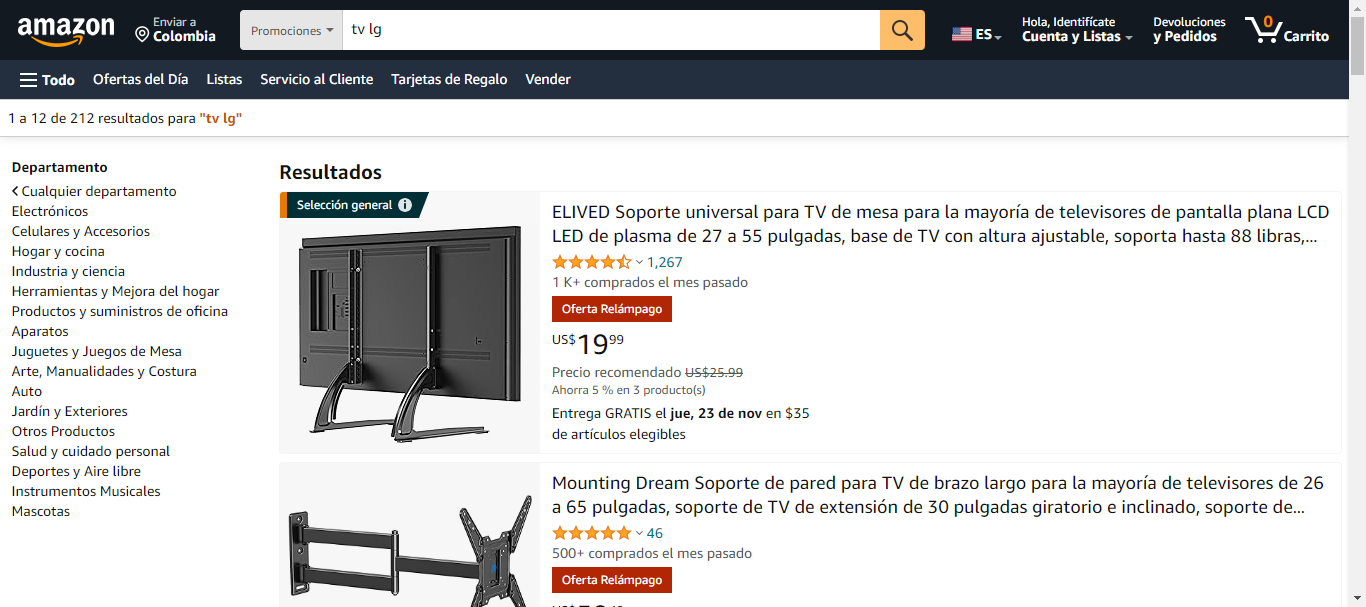 amazon
Enviar a
Colombia
Promociones
tv lg
ES
Hola, Identifícate
Cuenta y Listas
Devoluciones
y Pedidos
0
Carrito
Todo
Ofertas del Día
Listas
Servicio al Cliente
Tarjetas de Regalo
Vender
1 a 12 de 212 resultados para "tv lg"
Departamento
Cualquier departamento
Electrónicos
Celulares y Accesorios
Hogar y cocina
Industria y ciencia
Herramientas y Mejora del hogar
Productos y suministros de oficina
Aparatos
Juguetes y Juegos de Mesa
Arte, Manualidades y Costura
Auto
Jardín y Exteriores
Otros Productos
Salud y cuidado personal
Deportes y Aire libre
Instrumentos Musicales
Mascotas
Resultados
Selección general
ELIVED Soporte universal para TV de mesa para la mayoría de televisores de pantalla plana LCD
LED de plasma de 27 a 55 pulgadas, base de TV con altura ajustable, soporta hasta 88 libras,...
1,267
1 K+ comprados el mes pasado
Oferta Relámpago
US$1999
Precio recomendado US$25.99
Ahorra 5 % en 3 producto(s)
Entrega GRATIS el jue, 23 de nov en $35
de artículos elegibles
Mounting Dream Soporte de pared para TV de brazo largo para la mayoría de televisores de 26
a 65 pulgadas, soporte de TV de extensión de 30 pulgadas giratorio e inclinado, soporte de...
46
500+ comprados el mes pasado
Oferta Relámpago